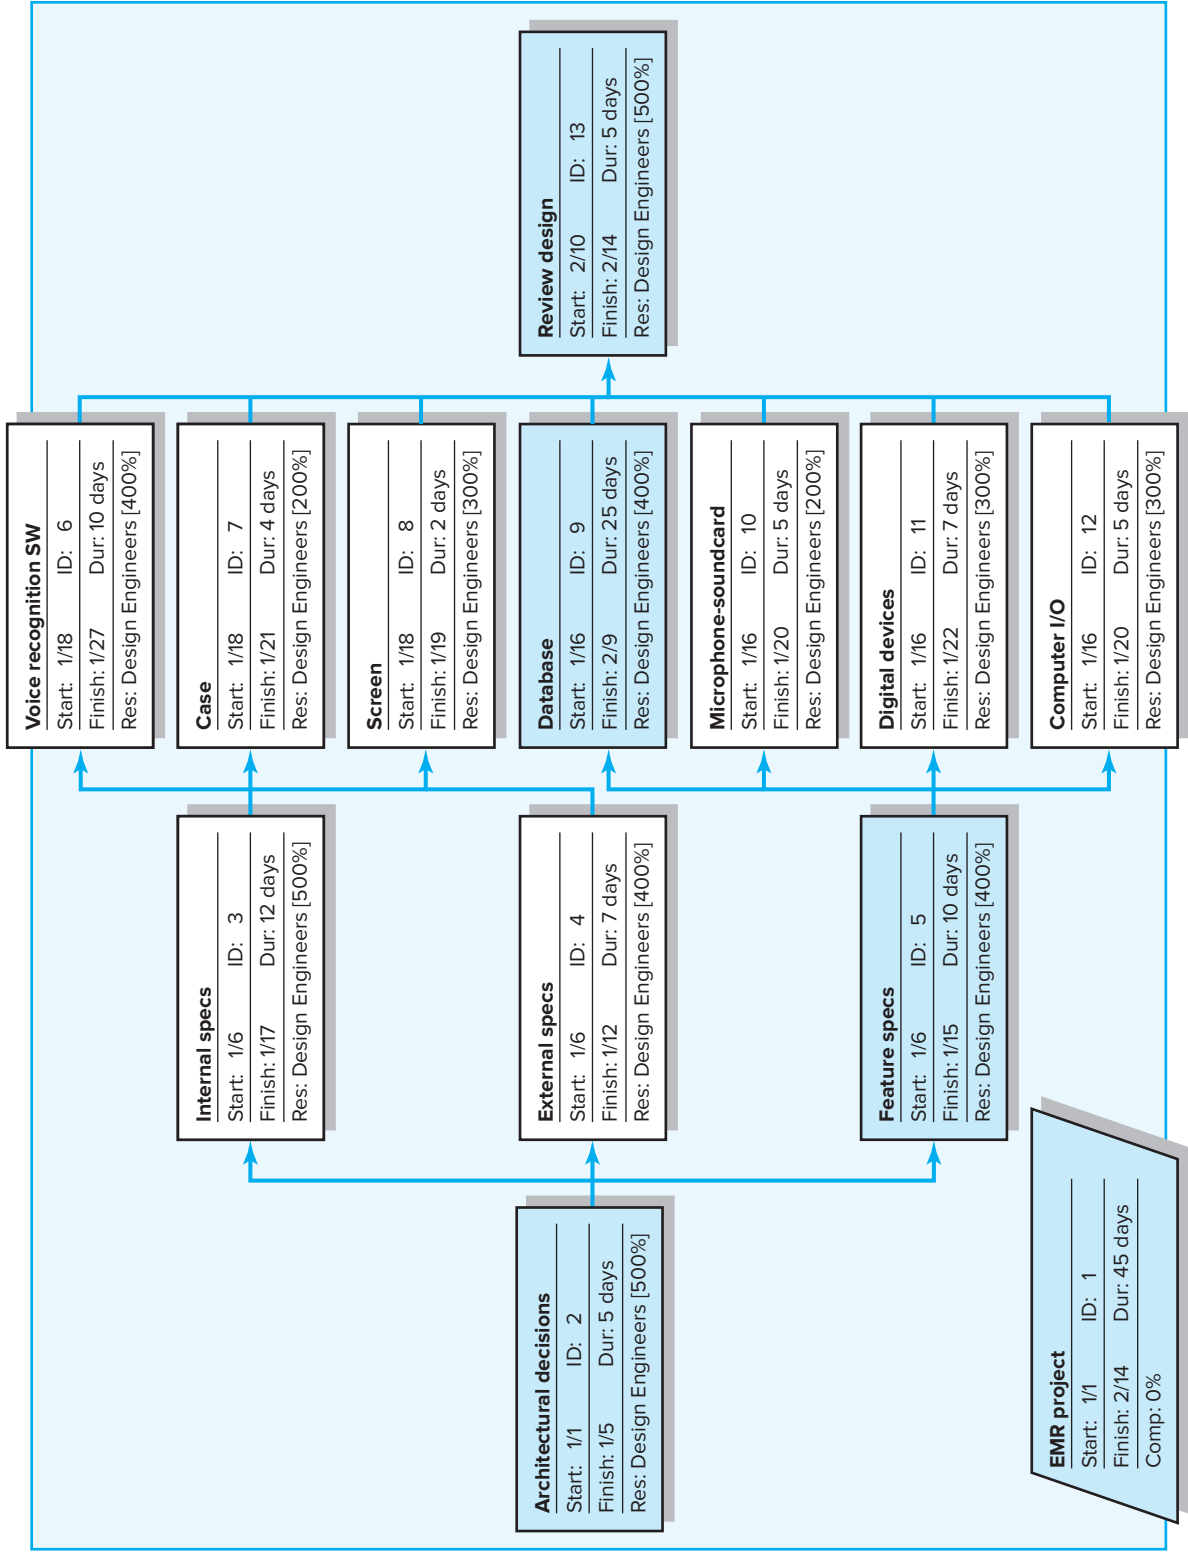 Architectural decisions
Start: 1/1 ID: 2
Finish: 1/5 Dur: 5 days
Res: Design Engineers [500%]
EMR project
Start: 1/1 ID: 1
Finish: 2/14 Dur: 45 days
Comp: 0%
Internal specs
Start: 1/6 ID: 3
Finish: 1/17 Dur: 12 days
Res: Design Engineers [500%]
External specs
Start: 1/6 ID: 4
Finish: 1/12 Dur: 7 days
Res: Design Engineers [400%]
Feature specs
Start: 1/6 ID: 5
Finish: 1/15 Dur: 10 days
Res: Design Engineers [400%]
Voice recognition SW
Start: 1/18 ID: 6
Finish: 1/27 Dur: 10 days
Res: Design Engineers [400%]
Case
Start: 1/18 ID: 7
Finish: 1/21 Dur: 4 days
Res: Design Engineers [200%]
Screen
Start: 1/18 ID: 8
Finish: 1/19 Dur: 2 days
Res: Design Engineers [300%]
Database
Start: 1/16 ID: 9
Finish: 2/9 Dur: 25 days
Res: Design Engineers [400%]
Microphone-soundcard
Start: 1/16 ID: 10
Finish: 1/20 Dur: 5 days
Res: Design Engineers [200%]
Digital devices
Start: 1/16 ID: 11
Finish: 1/22 Dur: 7 days
Res: Design Engineers [300%]
Computer I/O
Start: 1/16 ID: 12
Finish: 1/20 Dur: 5 days
Res: Design Engineers [300%]
Review design
Start: 2/10 ID: 13
Finish: 2/14 Dur: 5 days
Res: Design Engineers [500%]